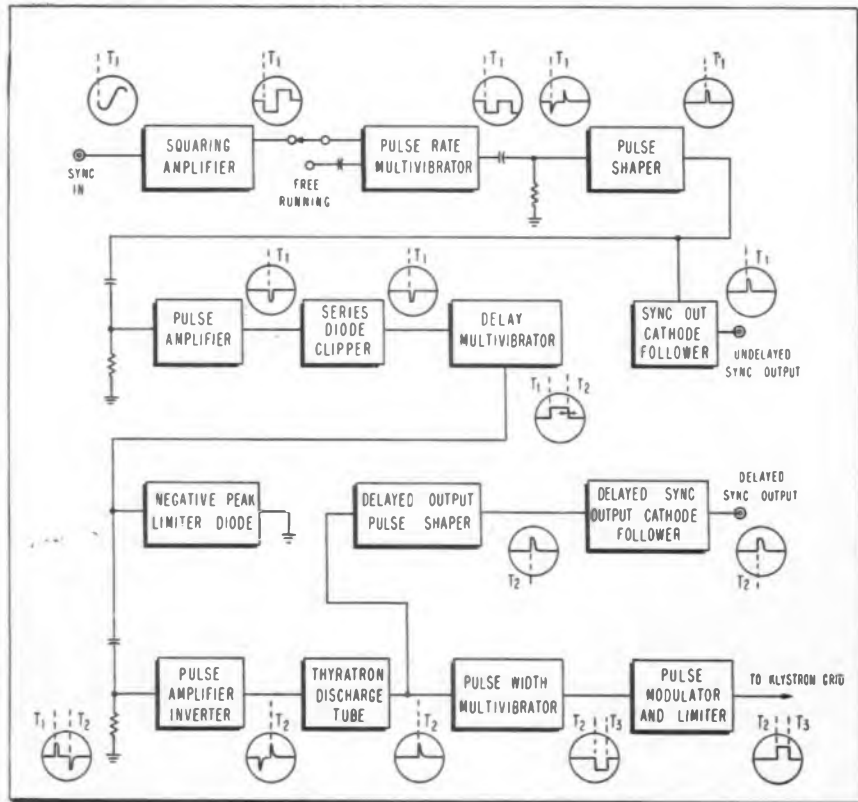 T1
T1
T1
T1
T1
SQUARING
AMPLIFIER
PULSE RATE
MULTIVIBRATOR
PULSE
SHAPER
SYNC
IN
FREE
RUNNING
T1
T1
T1
PULSE
AMPLIFIER
SERIES
DIODE
CLIPPER
DELAY
MULTIVIBRATOR
SYNC OUT
CATHODE
FOLLOWER
UNDELAYED
SYNC OUTPUT
T1 T2
NEGATIVE PEAK
LIMITER DIODE
DELAYED OUTPUT
PULSE SHAPER
DELAYED SYNC
OUTPUT CATHODE
FOLLOWER
DELAYED
SYNC OUTPUT
T2
T2
PULSE
AMPLIFIER
INVERTER
THYRATRON
DISCHARGE
TUBE
PULSE WIDTH
MULTIVIBRATOR
PULSE
MODULATOR
AND LIMITER
TO KLYSTRON GRID
T1 T2
T2
T2
T2 T3
T2 T3